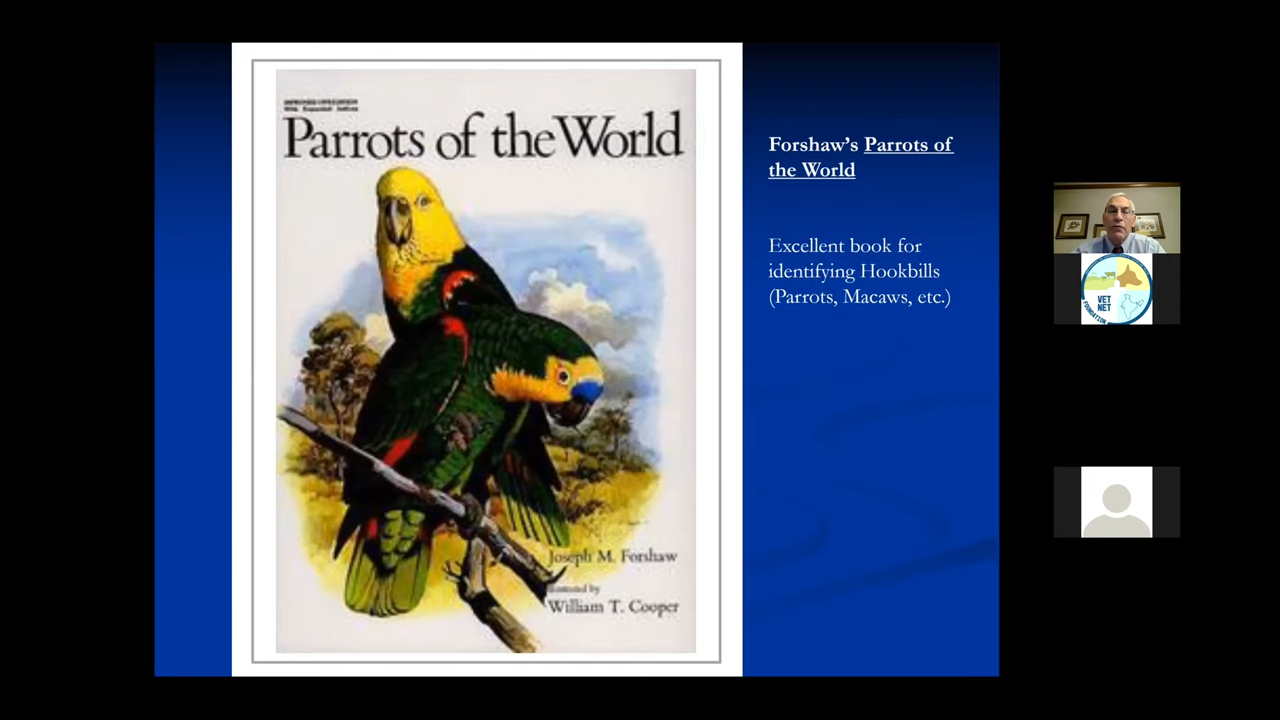 Parrots of the World
Joseph M. Forshaw
William T. Cooper
Forshaw's Parrots of
the World
Excellent book for
identifying Hookbills
(Parrots, Macaws, etc.)
VET
NET
FOUNDATION